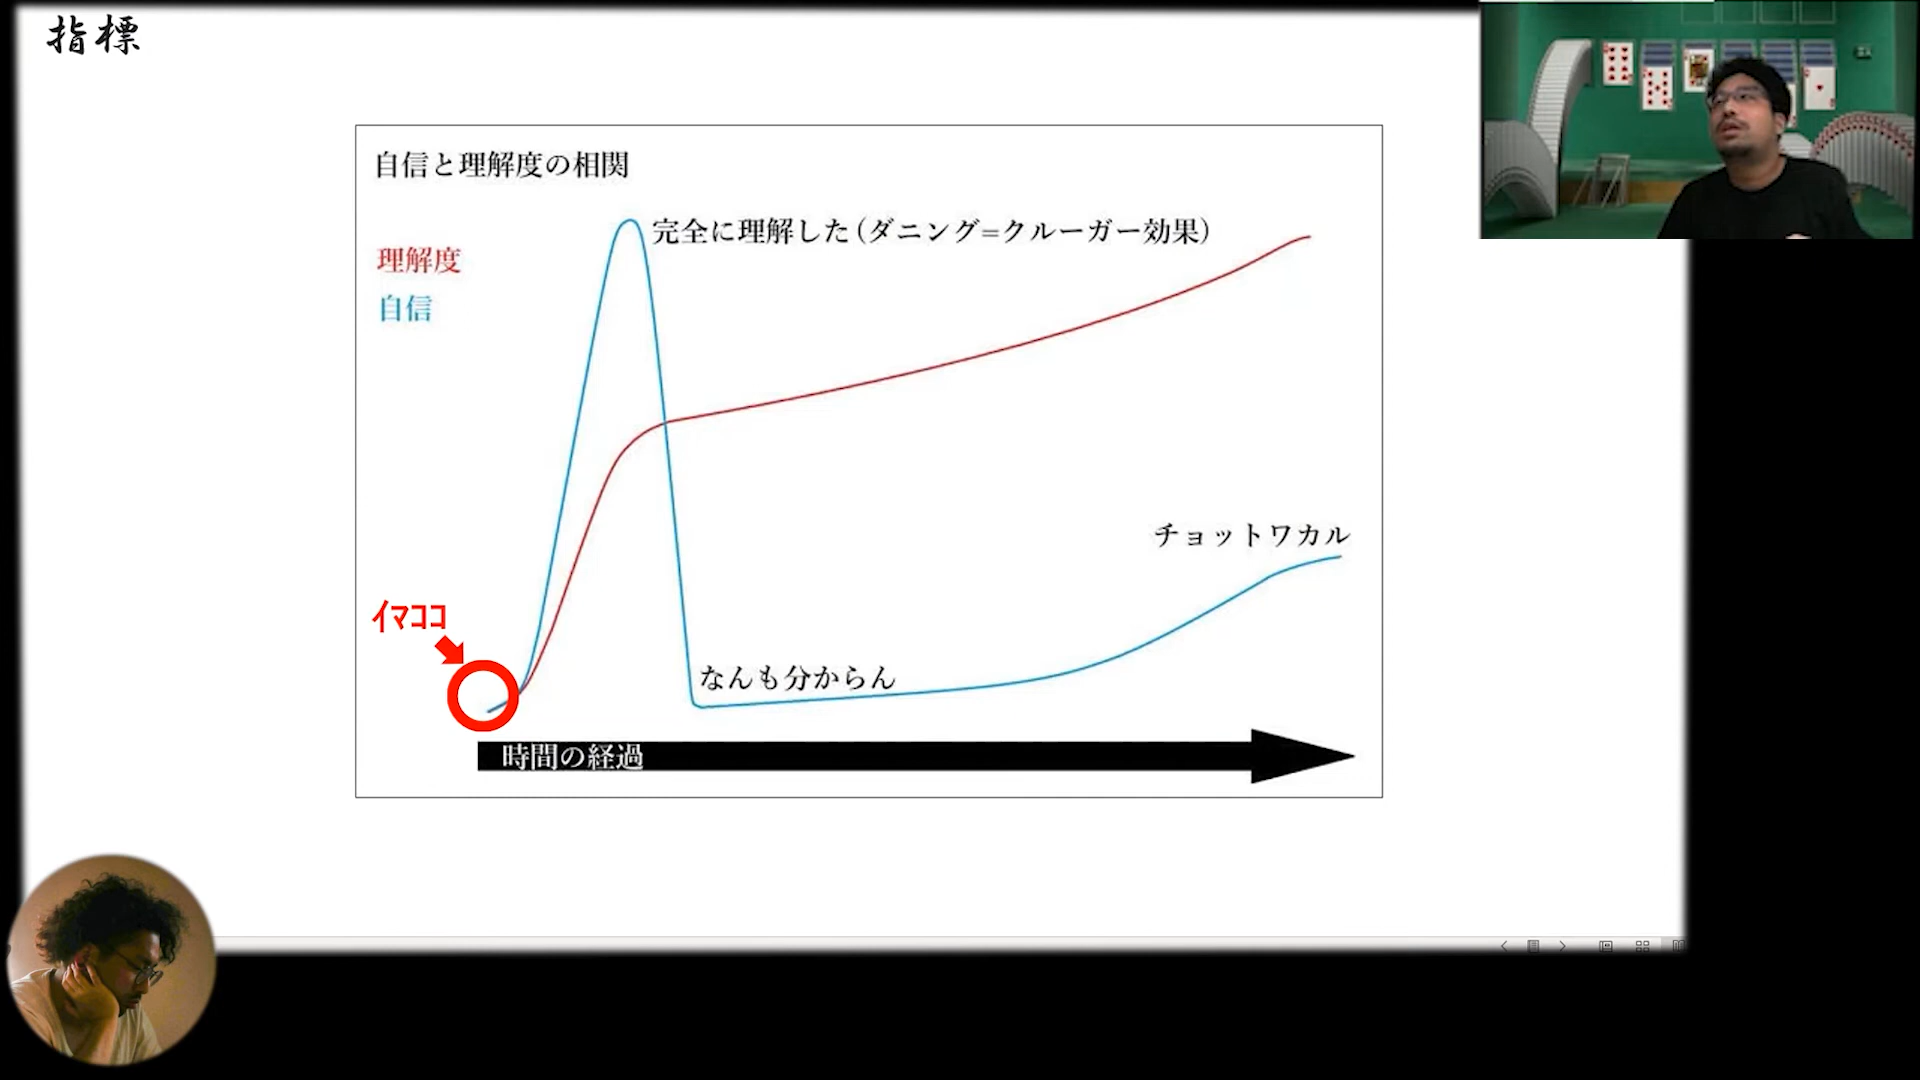 指標
自信と理解度の相関
完全に理解した(ダニング=クルーガー効果)
理解度
自信
チョットワカル
ｲﾏｺｺ
なんも分からん
時間の経過